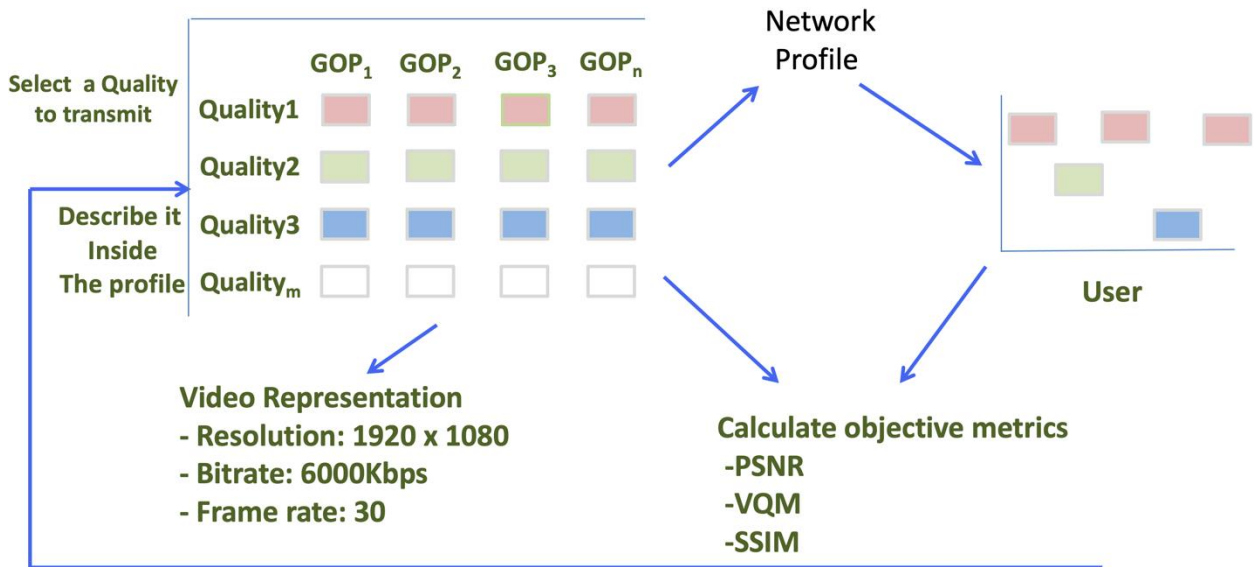 Select a Quality
to transmit
GOP₁ GOP₂ GOP₃ GOPₙ
Quality1
Quality2
Quality3
Qualityₘ
Describe it
Inside
The profile
Network
Profile
User
Video Representation
- Resolution: 1920 x 1080
- Bitrate: 6000Kbps
- Frame rate: 30
Calculate objective metrics
-PSNR
-VQM
-SSIM